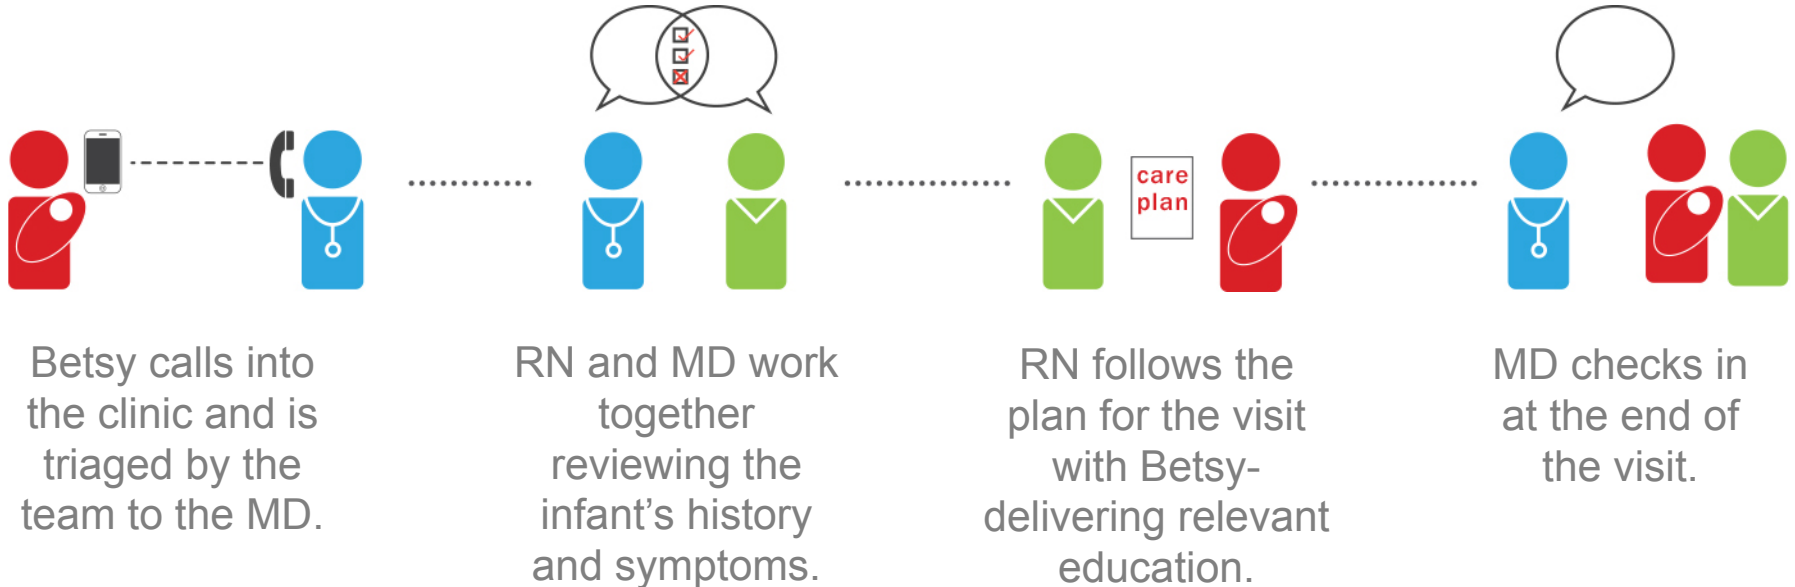 care
plan
Betsy calls into
the clinic and is
triaged by the
team to the MD.
RN and MD work
together
reviewing the
infant’s history
and symptoms.
RN follows the
plan for the visit
with Betsy-
delivering relevant
education.
MD checks in
at the end of
the visit.